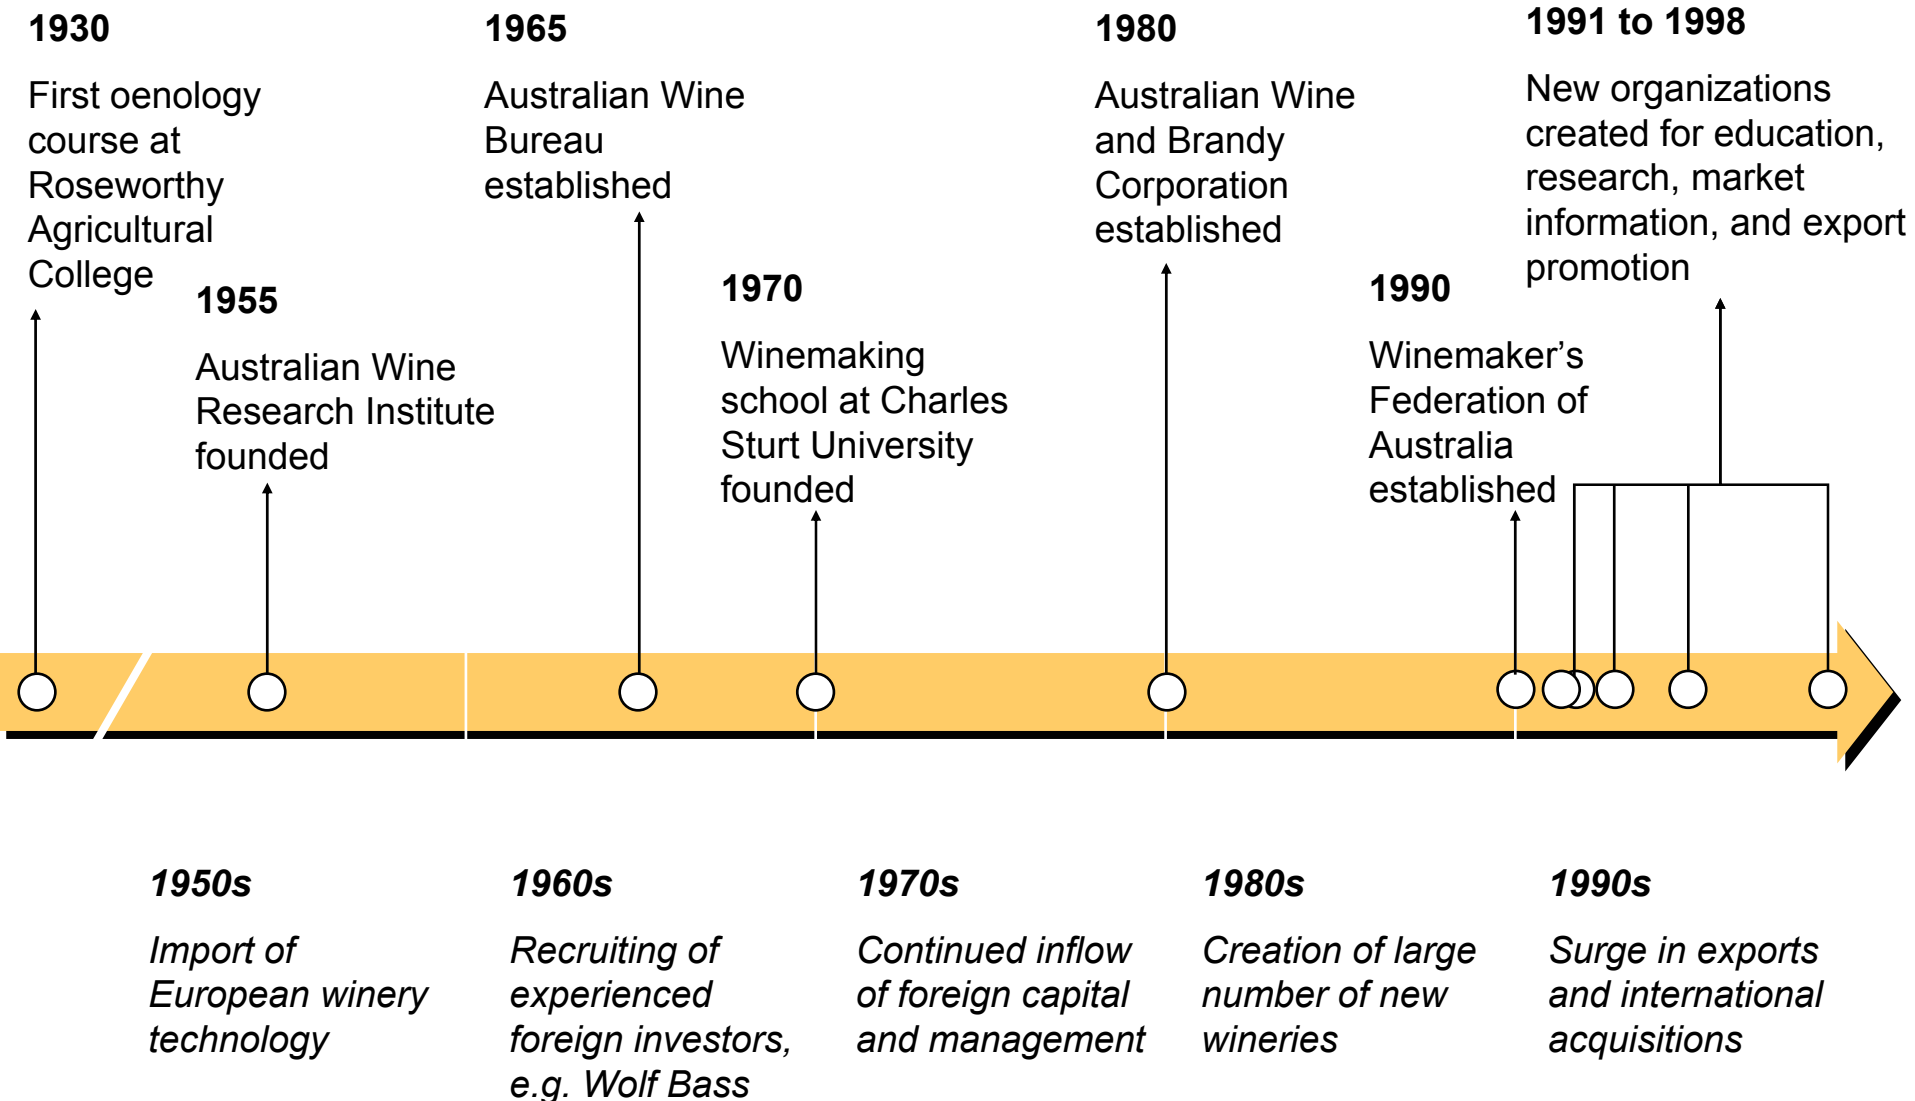 1930
First oenology
course at
Roseworthy
Agricultural
College
1955
Australian Wine
Research Institute
founded
1965
Australian Wine
Bureau
established
1970
Winemaking
school at Charles
Sturt University
founded
1980
Australian Wine
and Brandy
Corporation
established
1990
Winemaker’s
Federation of
Australia
established
1991 to 1998
New organizations
created for education,
research, market
information, and export
promotion
1950s
Import of
European winery
technology
1960s
Recruiting of
experienced
foreign investors,
e.g. Wolf Bass
1970s
Continued inflow
of foreign capital
and management
1980s
Creation of large
number of new
wineries
1990s
Surge in exports
and international
acquisitions